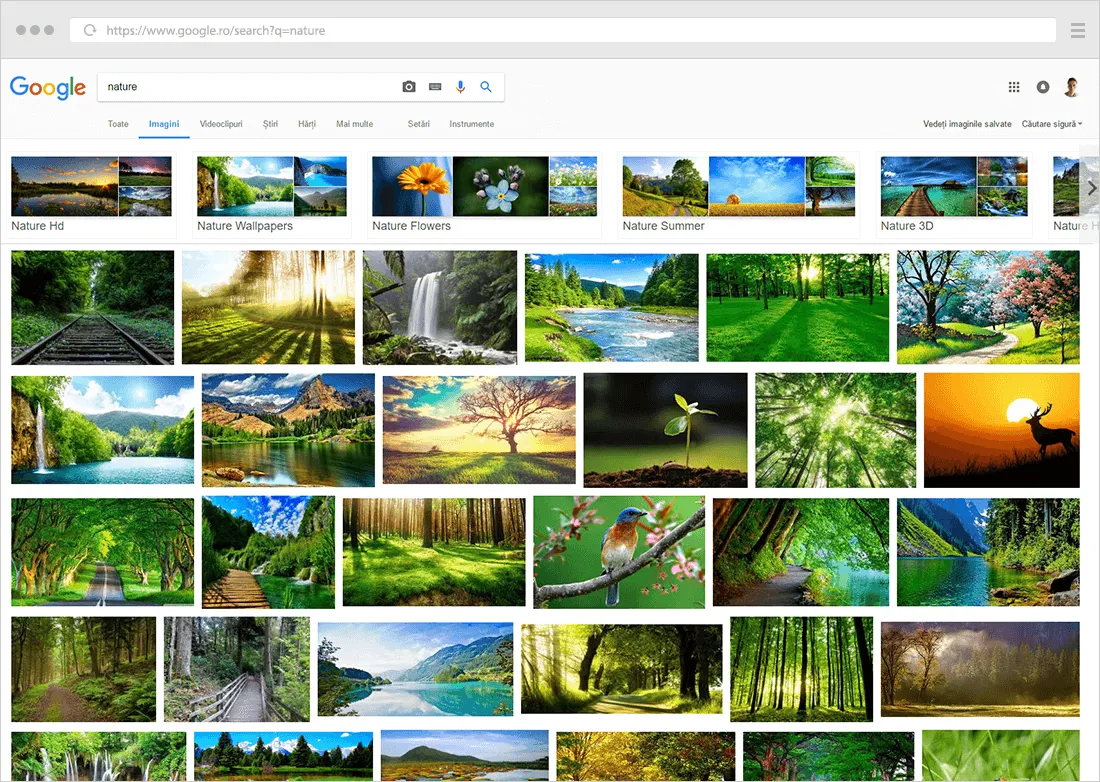 https://www.google.ro/search?q=nature
Google
nature
Toate Imagini Videoclipuri Știri Hărți Mai multe Setări Instrumente
Vedeți imaginile salvate Căutare sigură
Nature Hd Nature Wallpapers Nature Flowers Nature Summer Nature 3D Nature H